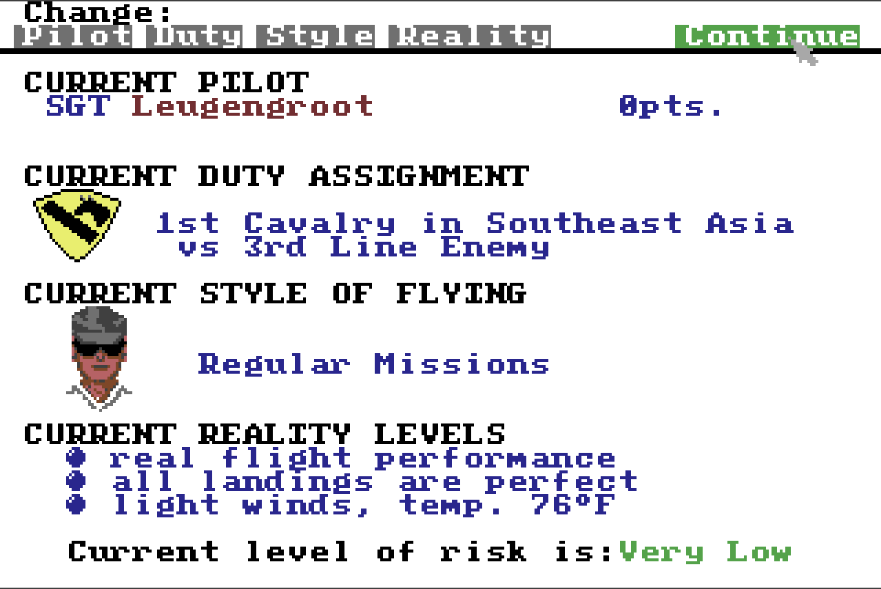 Change:
Pilot Duty Style Reality Continue
CURRENT PILOT
SGT Leugengroot 0pts.
CURRENT DUTY ASSIGNMENT
1st Cavalry in Southeast Asia
vs 3rd Line Enemy
CURRENT STYLE OF FLYING
Regular Missions
CURRENT REALITY LEVELS
real flight performance
all landings are perfect
light winds, temp. 76°F
Current level of risk is:Very Low